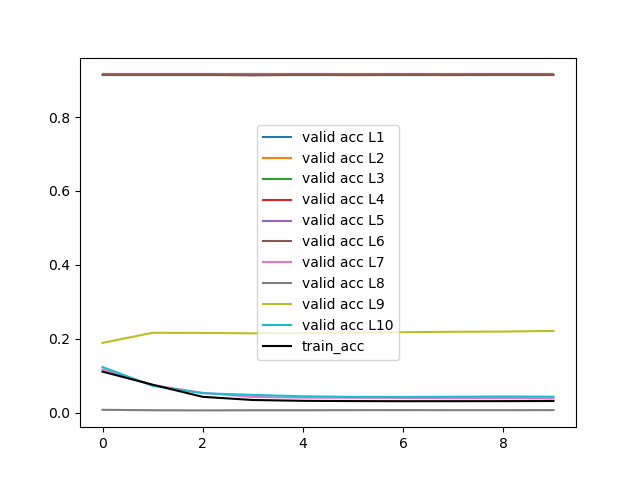 0.8
0.6
0.4
0.2
0.0
valid acc L1
valid acc L2
valid acc L3
valid acc L4
valid acc L5
valid acc L6
valid acc L7
valid acc L8
valid acc L9
valid acc L10
train_acc
0 2 4 6 8